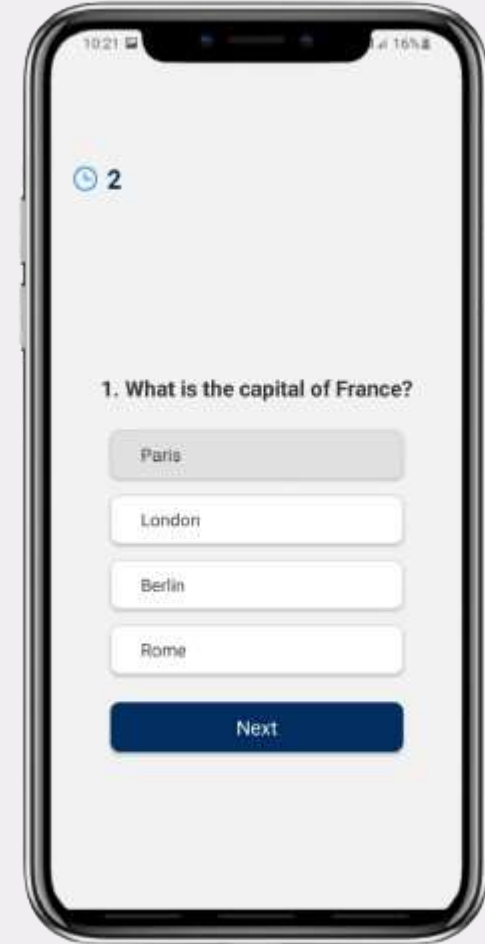 10:21
16%
2
1. What is the capital of France?
Paris
London
Berlin
Rome
Next